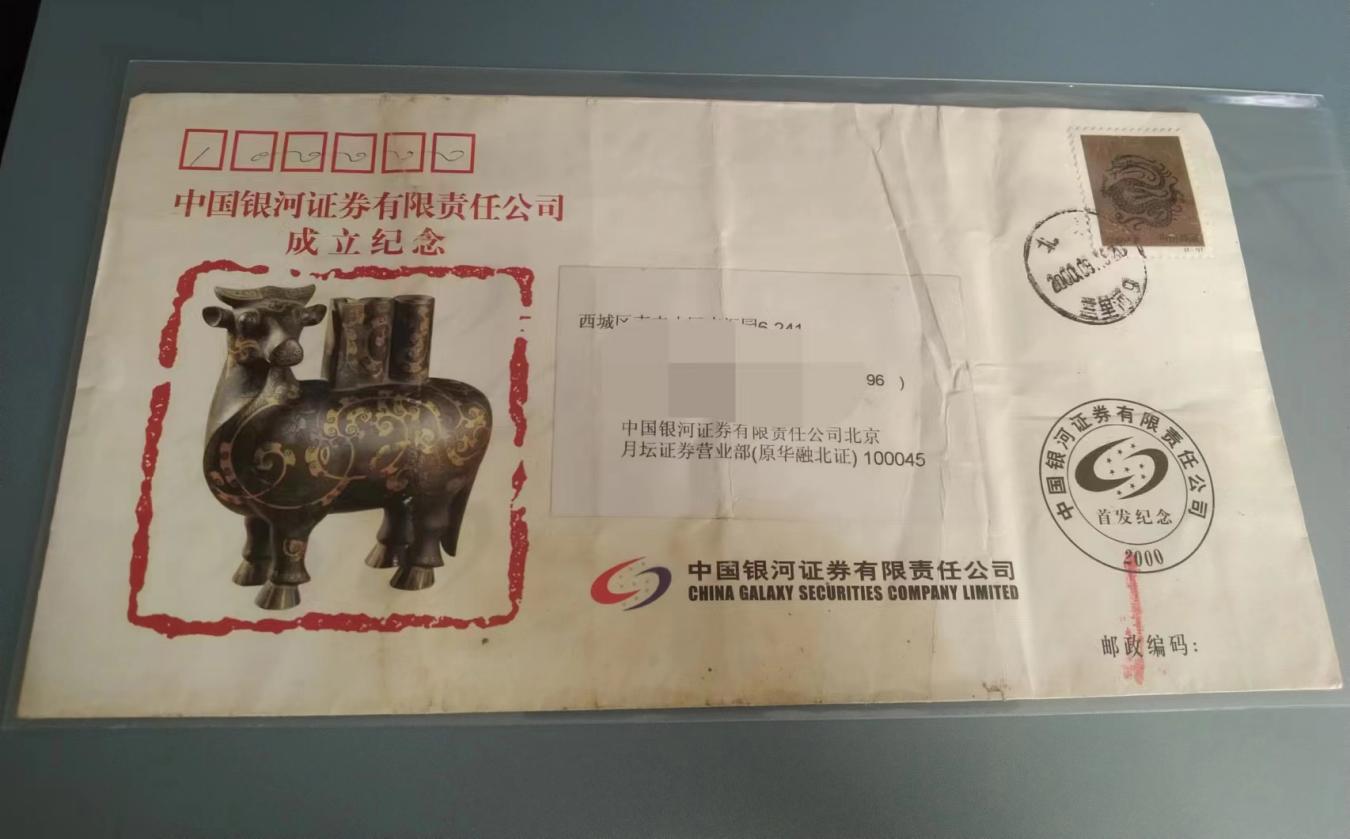 中国银河证券有限责任公司
成立纪念
西城区
96 )
中国银河证券有限责任公司北京
月坛证券营业部(原华融北证) 100045
中国银河证券有限责任公司
CHINA GALAXY SECURITIES COMPANY LIMITED
北
中国银河证券有限责任公司
首发纪念
2000
邮政编码: